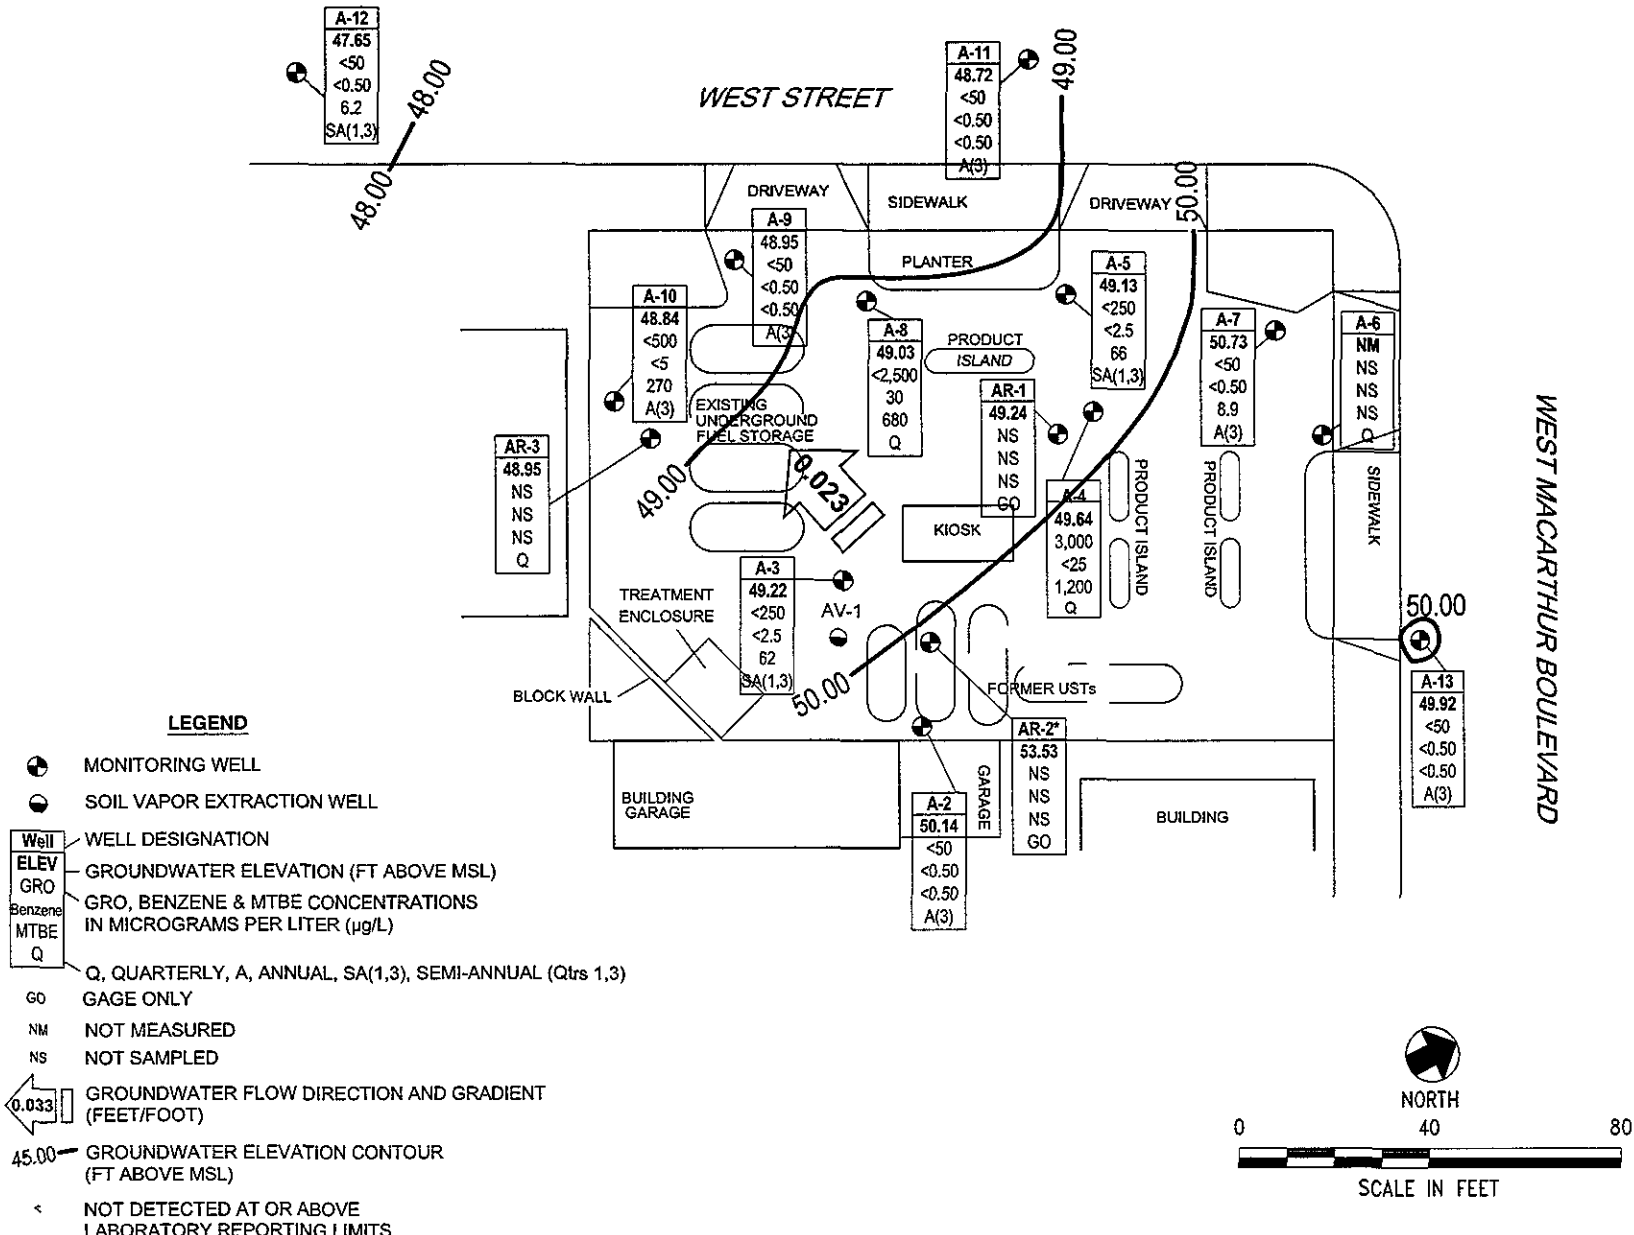 A-12
47.65
<50
<0.50
6.2
SA(1,3)
48.00
48.00
WEST STREET
A-11
48.72
<50
<0.50
<0.50
A(3)
49.00
DRIVEWAY
SIDEWALK
DRIVEWAY
50.00
PLANTER
A-9
48.95
<50
<0.50
<0.50
A(3)
A-10
48.84
<500
<5
270
A(3)
A-8
49.03
<2,500
30
680
Q
PRODUCT
ISLAND
A-5
49.13
<250
<2.5
66
SA(1,3)
A-7
50.73
<50
<0.50
8.9
A(3)
A-6
NM
NS
NS
NS
Q
AR-1
49.24
NS
NS
NS
GO
EXISTING
UNDERGROUND
FUEL STORAGE
AR-3
48.95
NS
NS
NS
Q
49.00
0.023
KIOSK
A-4
49.64
3,000
<25
1,200
Q
PRODUCT ISLAND
PRODUCT ISLAND
SIDEWALK
WEST MACARTHUR BOULEVARD
A-3
49.22
<250
<2.5
62
SA(1,3)
AV-1
TREATMENT
ENCLOSURE
BLOCK WALL
50.00
FORMER USTs
50.00
A-13
49.92
<50
<0.50
<0.50
A(3)
AR-2*
53.53
NS
NS
NS
GO
A-2
50.14
<50
<0.50
<0.50
A(3)
GARAGE
BUILDING
GARAGE
BUILDING
LEGEND
MONITORING WELL
SOIL VAPOR EXTRACTION WELL
Well
ELEV
GRO
Benzene
MTBE
Q
WELL DESIGNATION
GROUNDWATER ELEVATION (FT ABOVE MSL)
GRO, BENZENE & MTBE CONCENTRATIONS
IN MICROGRAMS PER LITER (µg/L)
Q, QUARTERLY, A, ANNUAL, SA(1,3), SEMI-ANNUAL (Qtrs 1,3)
GO GAGE ONLY
NM NOT MEASURED
NS NOT SAMPLED
0.033 GROUNDWATER FLOW DIRECTION AND GRADIENT
(FEET/FOOT)
45.00 GROUNDWATER ELEVATION CONTOUR
(FT ABOVE MSL)
< NOT DETECTED AT OR ABOVE
LABORATORY REPORTING LIMITS
NORTH
0 40 80
SCALE IN FEET